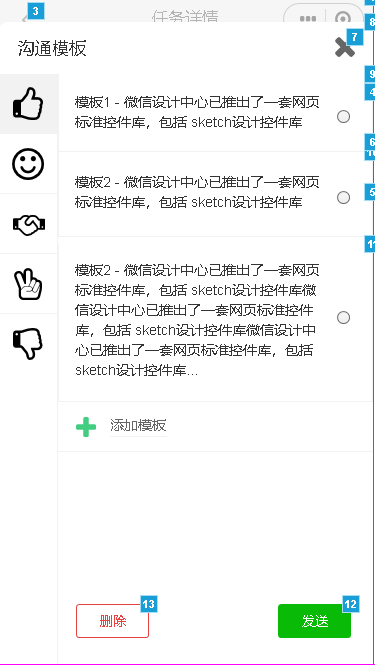 3
任务详情
8
沟通模板
7
9
4
模板1 - 微信设计中心已推出了一套网页
标准控件库，包括 sketch设计控件库
6
10
模板2 - 微信设计中心已推出了一套网页
标准控件库，包括 sketch设计控件库
5
11
模板2 - 微信设计中心已推出了一套网页
标准控件库，包括 sketch设计控件库微
信设计中心已推出了一套网页标准控件
库，包括 sketch设计控件库微信设计中
心已推出了一套网页标准控件库，包括
sketch设计控件库...
添加模板
13
12
删除
发送